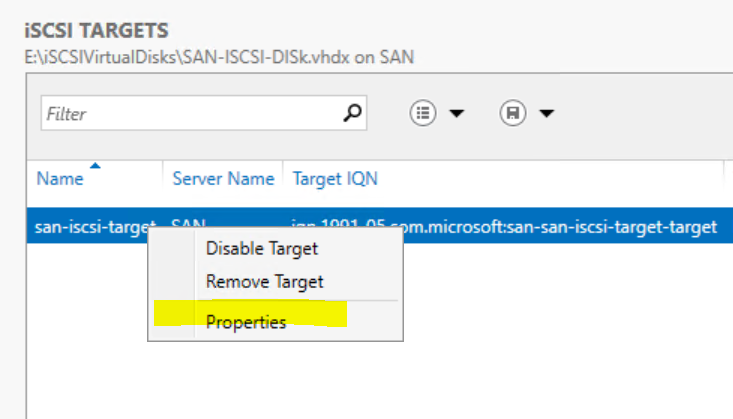 iSCSI TARGETS
E:\iSCSIVirtualDisks\SAN-ISCSI-DISk.vhdx on SAN
Filter
Name Server Name Target IQN
san-iscsi-target SAN iqn.1991-05.com.microsoft:san-san-iscsi-target-target
Disable Target
Remove Target
Properties